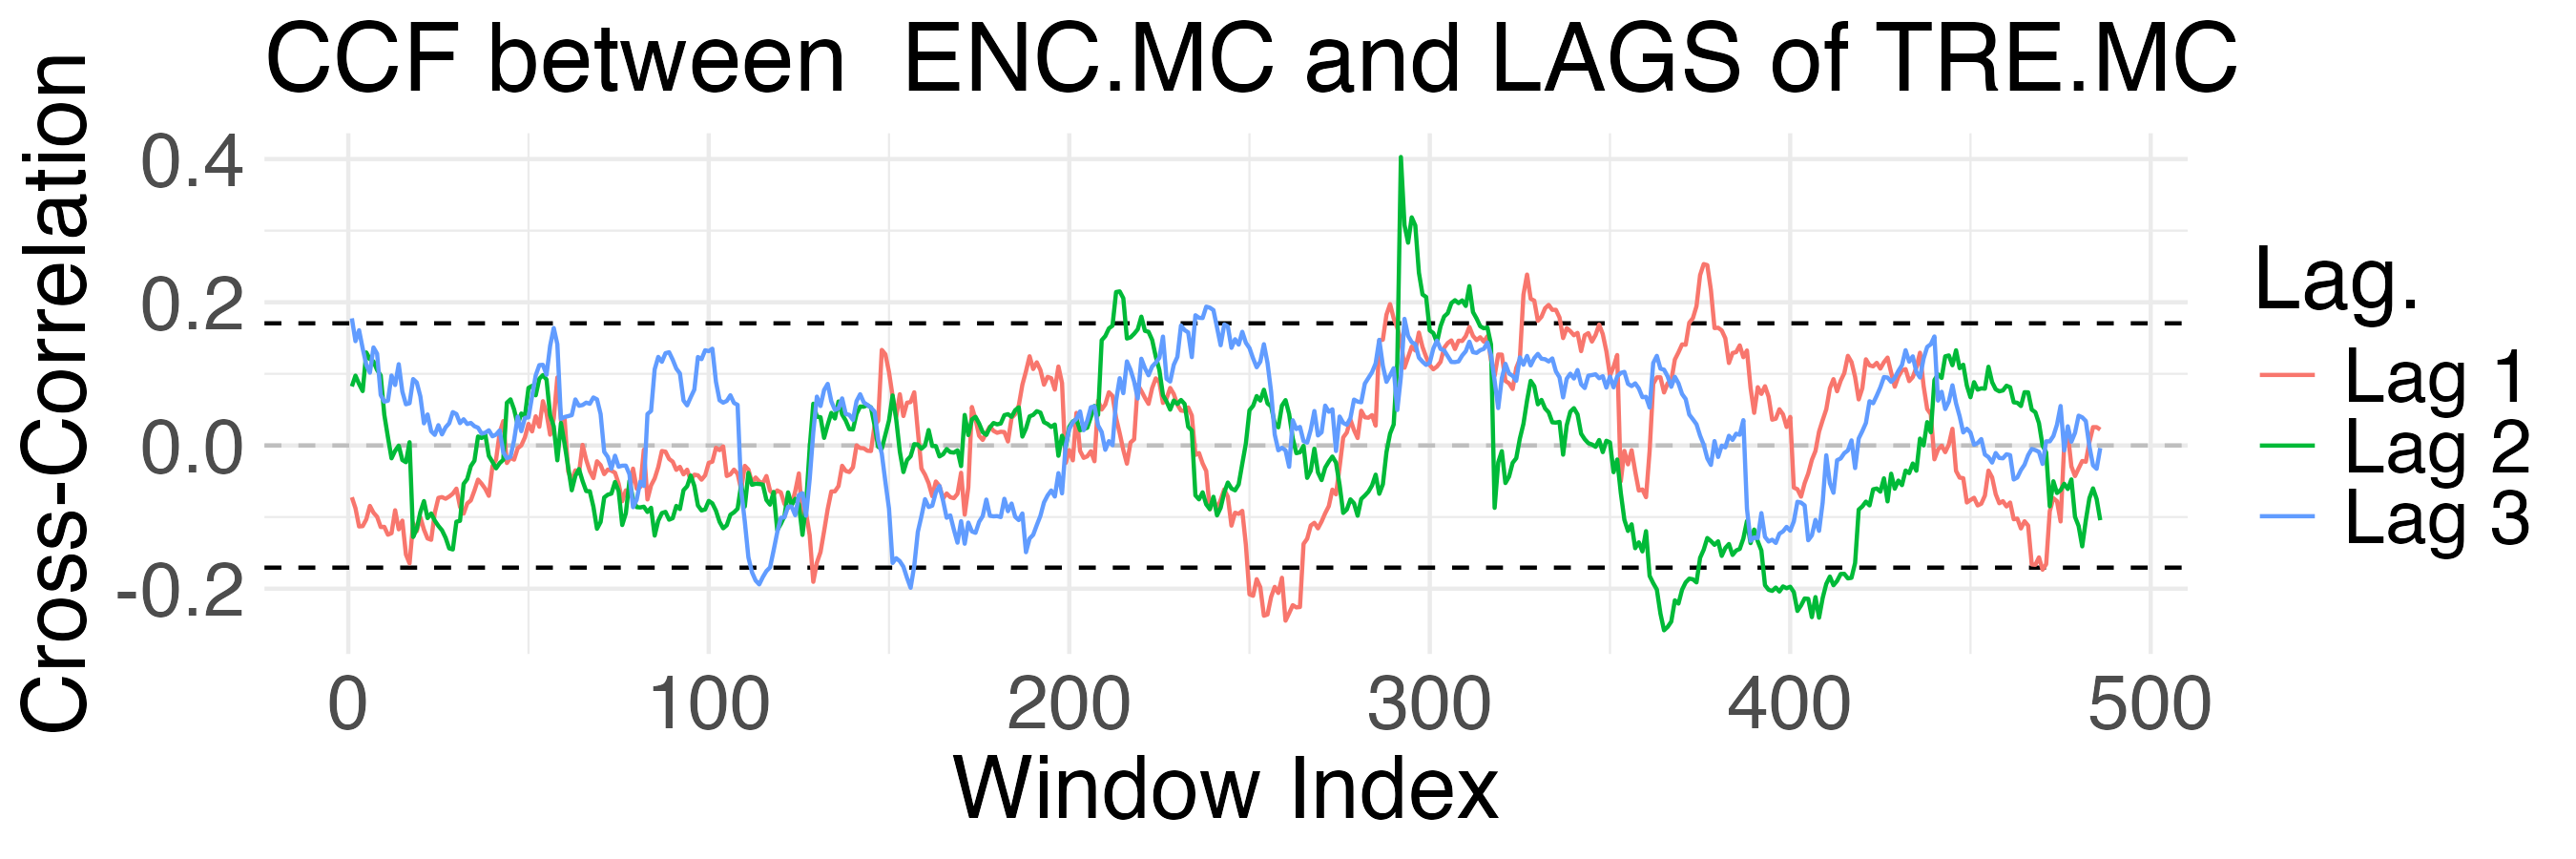 CCF between  ENC.MC and LAGS of TRE.MC
Cross-Correlation
0.4
0.2
0.0
-0.2
0
100
200
300
400
500
Window Index
Lag.
Lag 1
Lag 2
Lag 3